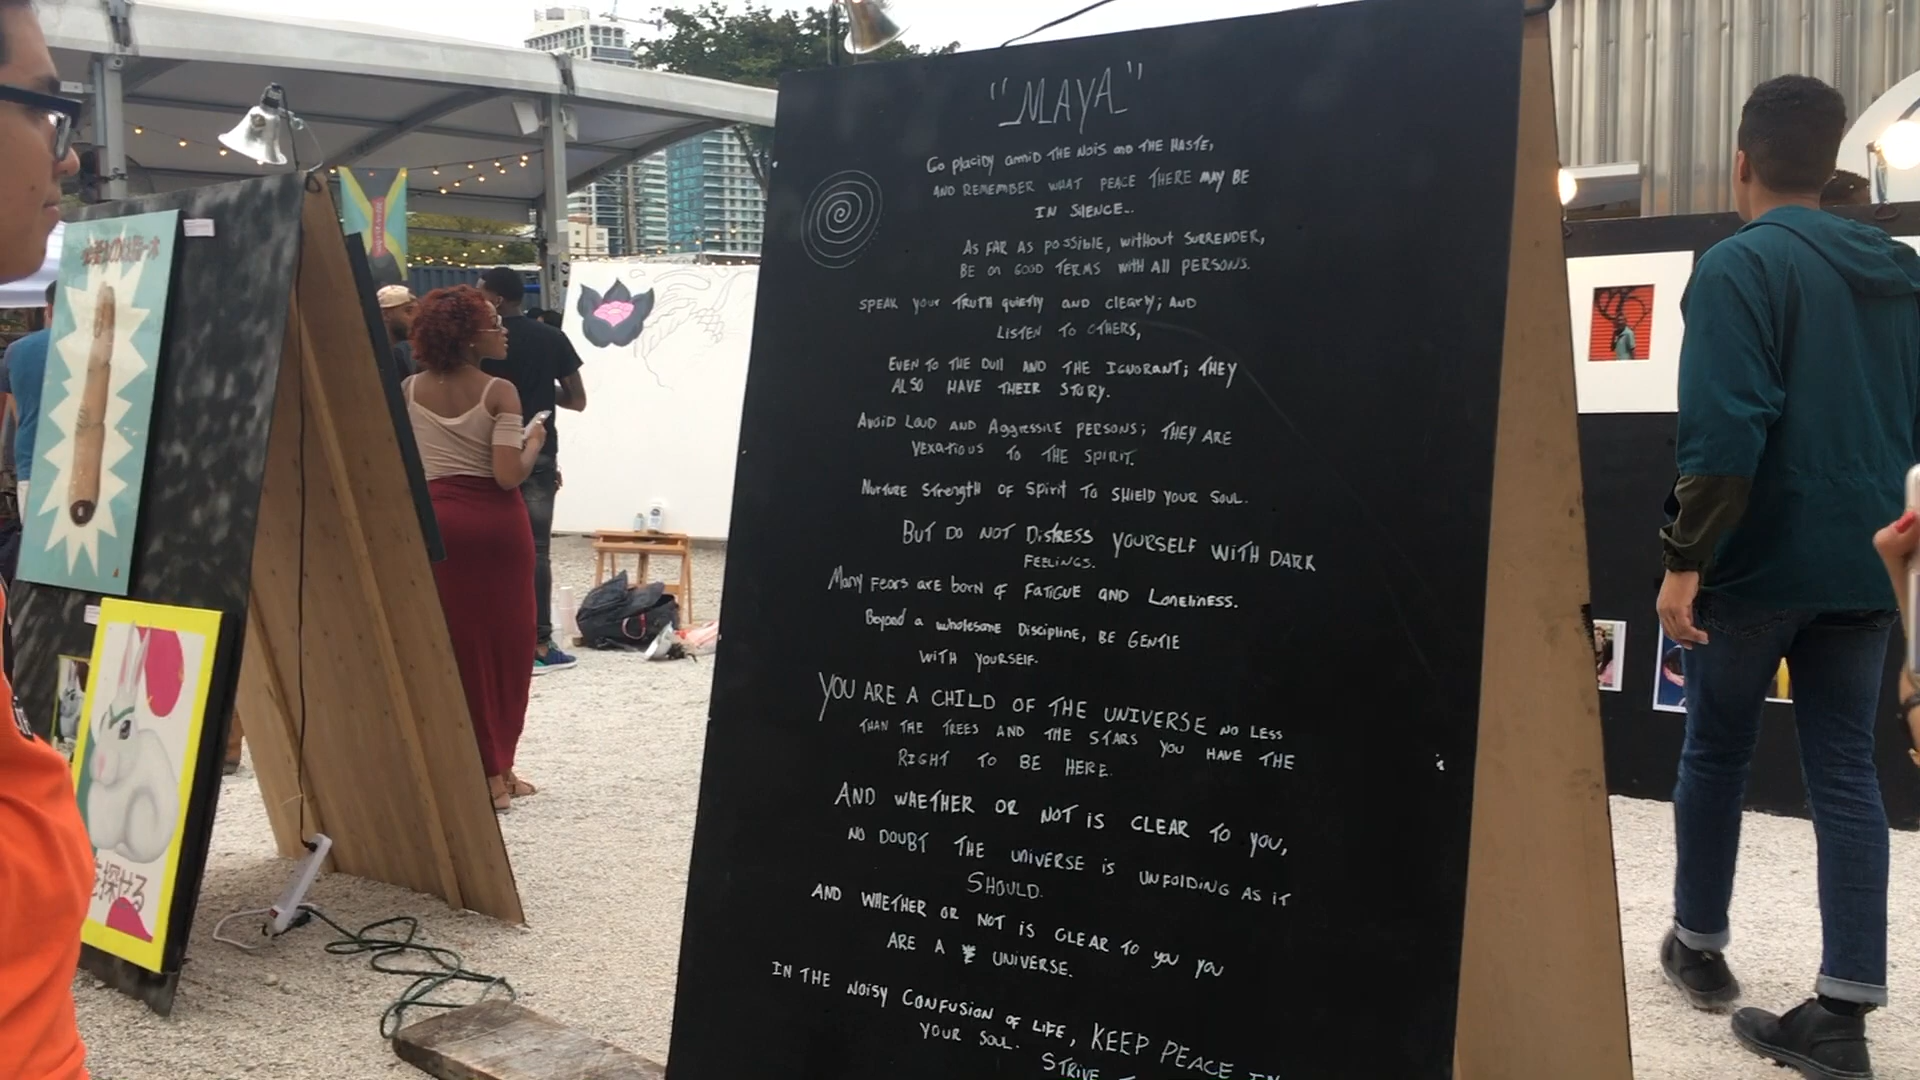 "MAYA"
Go placidy amid THE NOIS and THE HASTE,
AND REMEMBER WHAT PEACE THERE MAY BE
IN SILENCE..
AS FAR AS POSSIBLE, without SURRENDER,
BE on GOOD TERMS with All PERSONS.
SPEAK your TRUTH quietly AND clearly; AND
LISTEN TO OTHERS,
EVEN TO THE Dull AND THE IGNORANT; THEY
ALSO HAVE THEIR STORY.
AVOID LOUD AND Aggressive PERSONS; THEY ARE
VExatious TO THE SPIRIT.
Nurture Strength OF Spirit TO SHIELD YOUR SOUL.
BUT DO NOT DistRESS YOURSELF WITH DARK
FEELINGS.
Many Fears are born of FATIGUE AND LoneliNESS.
Beyond a wholesome Discipline, BE GENTlE
WITH YOURSElF.
YOU ARE A CHILD OF THE UNIVERSE NO LESS
THAN THE TREES AND THE STARS YOU HAVE THE
RIGHT TO BE HERE.
AND WHETHER OR NOT iS CLEAR TO YOU,
NO DOUBT THE UNiVERSE is UNFOLDING AS iT
SHOULD.
AND WHETHER OR NOT iS CLEAR TO YOU YOU
ARE A UNIVERSE.
IN THE NOISY CONFUSION OF LIFE, KEEP PEACE IN
YOUR SOUL. STRIVE
を探せる